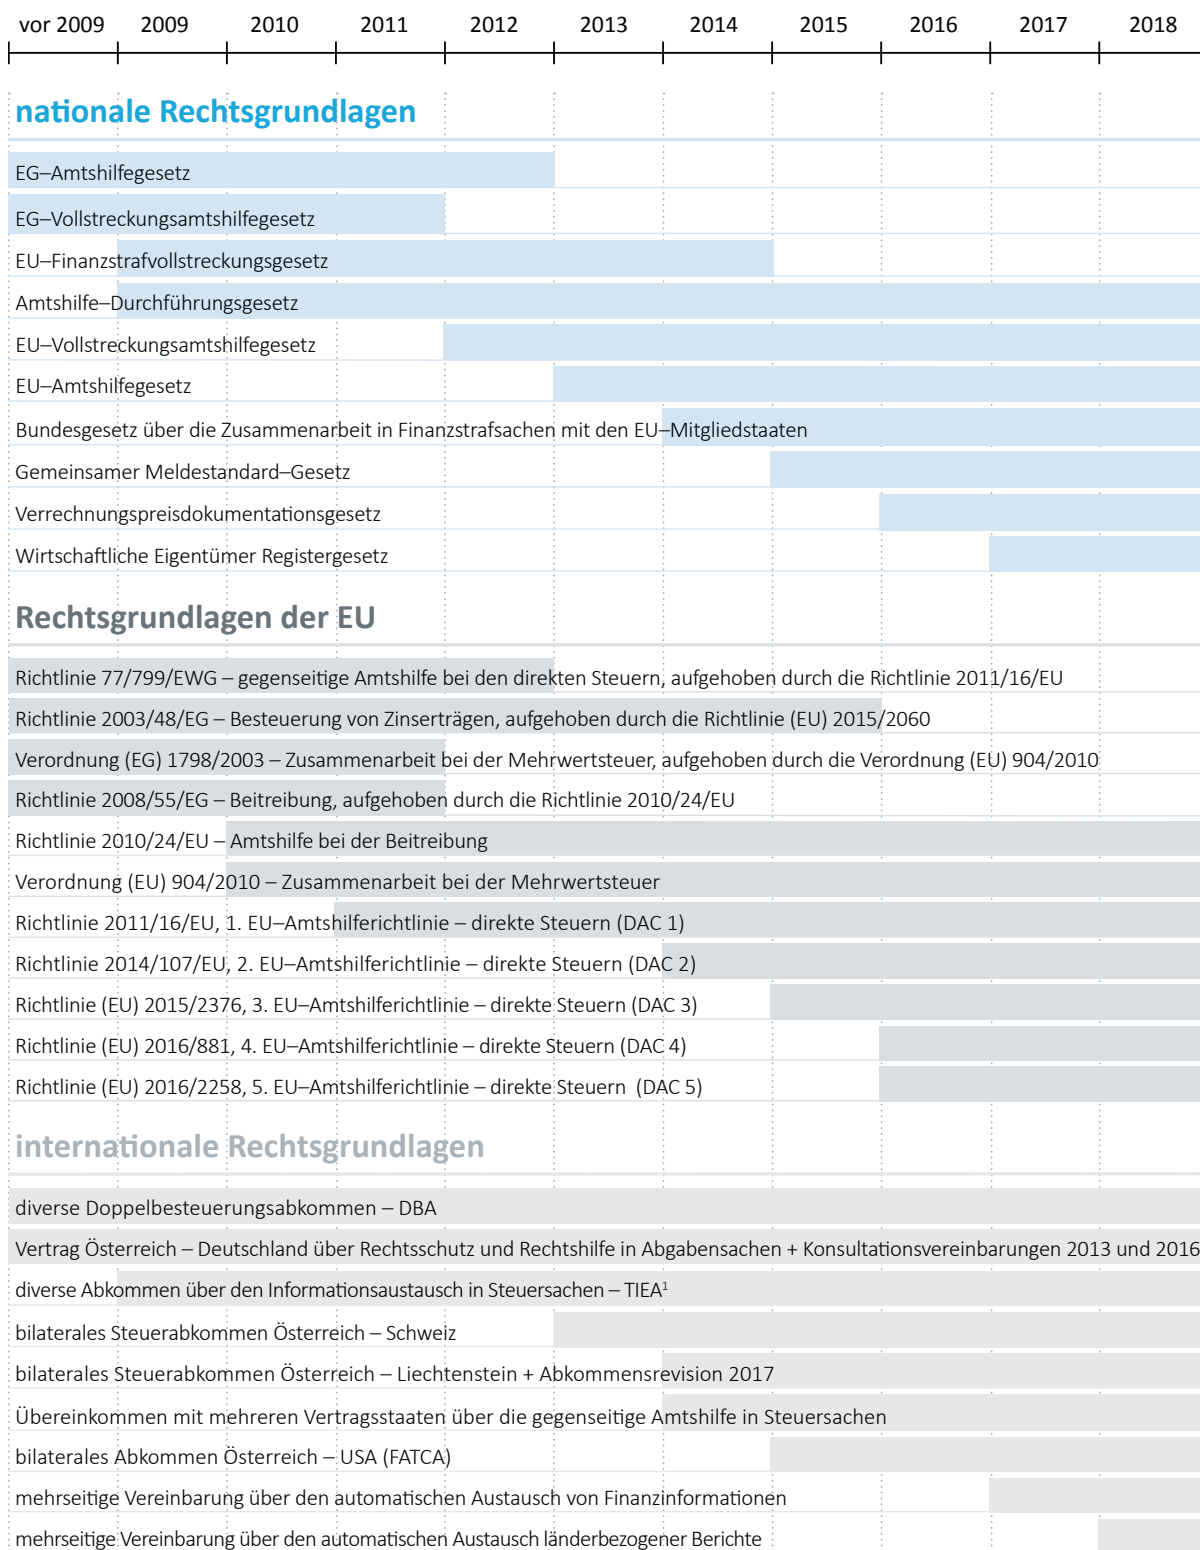 vor 2009 2009 2010 2011 2012 2013 2014 2015 2016 2017 2018
nationale Rechtsgrundlagen
EG–Amtshilfegesetz
EG–Vollstreckungsamtshilfegesetz
EU–Finanzstrafvollstreckungsgesetz
Amtshilfe–Durchführungsgesetz
EU–Vollstreckungsamtshilfegesetz
EU–Amtshilfegesetz
Bundesgesetz über die Zusammenarbeit in Finanzstrafsachen mit den EU–Mitgliedstaaten
Gemeinsamer Meldestandard–Gesetz
Verrechnungspreisdokumentationsgesetz
Wirtschaftliche Eigentümer Registergesetz
Rechtsgrundlagen der EU
Richtlinie 77/799/EWG – gegenseitige Amtshilfe bei den direkten Steuern, aufgehoben durch die Richtlinie 2011/16/EU
Richtlinie 2003/48/EG – Besteuerung von Zinserträgen, aufgehoben durch die Richtlinie (EU) 2015/2060
Verordnung (EG) 1798/2003 – Zusammenarbeit bei der Mehrwertsteuer, aufgehoben durch die Verordnung (EU) 904/2010
Richtlinie 2008/55/EG – Beitreibung, aufgehoben durch die Richtlinie 2010/24/EU
Richtlinie 2010/24/EU – Amtshilfe bei der Beitreibung
Verordnung (EU) 904/2010 – Zusammenarbeit bei der Mehrwertsteuer
Richtlinie 2011/16/EU, 1. EU–Amtshilferichtlinie – direkte Steuern (DAC 1)
Richtlinie 2014/107/EU, 2. EU–Amtshilferichtlinie – direkte Steuern (DAC 2)
Richtlinie (EU) 2015/2376, 3. EU–Amtshilferichtlinie – direkte Steuern (DAC 3)
Richtlinie (EU) 2016/881, 4. EU–Amtshilferichtlinie – direkte Steuern (DAC 4)
Richtlinie (EU) 2016/2258, 5. EU–Amtshilferichtlinie – direkte Steuern (DAC 5)
internationale Rechtsgrundlagen
diverse Doppelbesteuerungsabkommen – DBA
Vertrag Österreich – Deutschland über Rechtsschutz und Rechtshilfe in Abgabensachen + Konsultationsvereinbarungen 2013 und 2016
diverse Abkommen über den Informationsaustausch in Steuersachen – TIEA¹
bilaterales Steuerabkommen Österreich – Schweiz
bilaterales Steuerabkommen Österreich – Liechtenstein + Abkommensrevision 2017
Übereinkommen mit mehreren Vertragsstaaten über die gegenseitige Amtshilfe in Steuersachen
bilaterales Abkommen Österreich – USA (FATCA)
mehrseitige Vereinbarung über den automatischen Austausch von Finanzinformationen
mehrseitige Vereinbarung über den automatischen Austausch länderbezogener Berichte